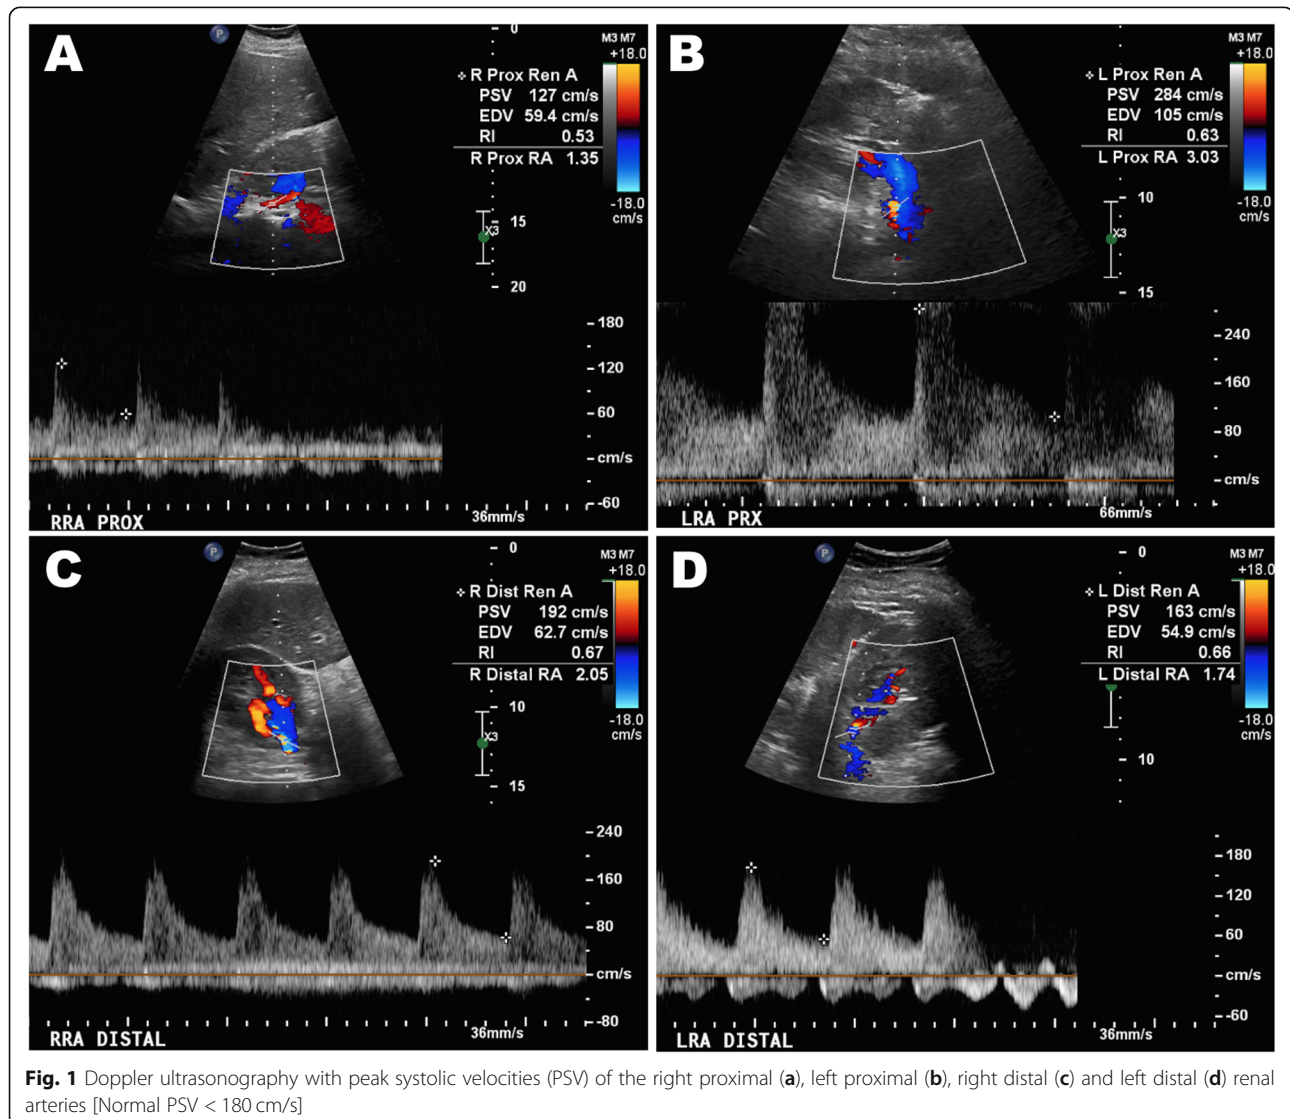 A
P
0
M3 M7
+18.0
R Prox Ren A
PSV 127 cm/s
EDV 59.4 cm/s
RI 0.53
R Prox RA 1.35
-18.0
cm/s
15
X3
20
180
120
60
cm/s
-60
36mm/s
RRA PROX
B
M3 M7
+18.0
L Prox Ren A
PSV 284 cm/s
EDV 105 cm/s
RI 0.63
L Prox RA 3.03
-18.0
cm/s
10
X3
15
240
160
80
cm/s
66mm/s
LRA PRX
C
P
0
M3 M7
+18.0
R Dist Ren A
PSV 192 cm/s
EDV 62.7 cm/s
RI 0.67
R Distal RA 2.05
-18.0
cm/s
10
X3
15
240
160
80
cm/s
-80
36mm/s
RRA DISTAL
D
P
0
M3 M7
+18.0
L Dist Ren A
PSV 163 cm/s
EDV 54.9 cm/s
RI 0.66
L Distal RA 1.74
-18.0
cm/s
10
180
120
60
cm/s
-60
36mm/s
LRA DISTAL
Fig. 1 Doppler ultrasonography with peak systolic velocities (PSV) of the right proximal (a), left proximal (b), right distal (c) and left distal (d) renal
arteries [Normal PSV < 180 cm/s]